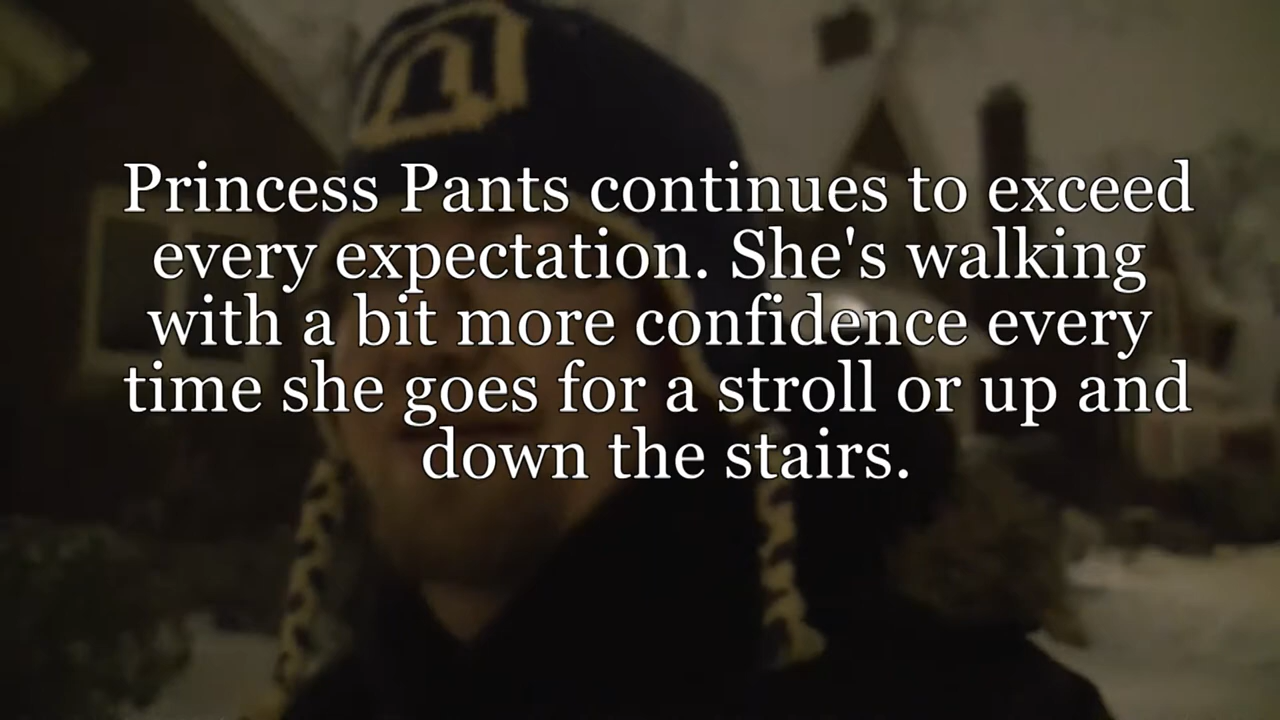 Princess Pants continues to exceed
every expectation. She's walking
with a bit more confidence every
time she goes for a stroll or up and
down the stairs.